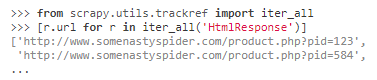 >>> from scrapy.utils.trackref import iter_all
>>> [r.url for r in iter_all('HtmlResponse')]
['http://www.somenastyspider.com/product.php?pid=123',
 'http://www.somenastyspider.com/product.php?pid=584',
...